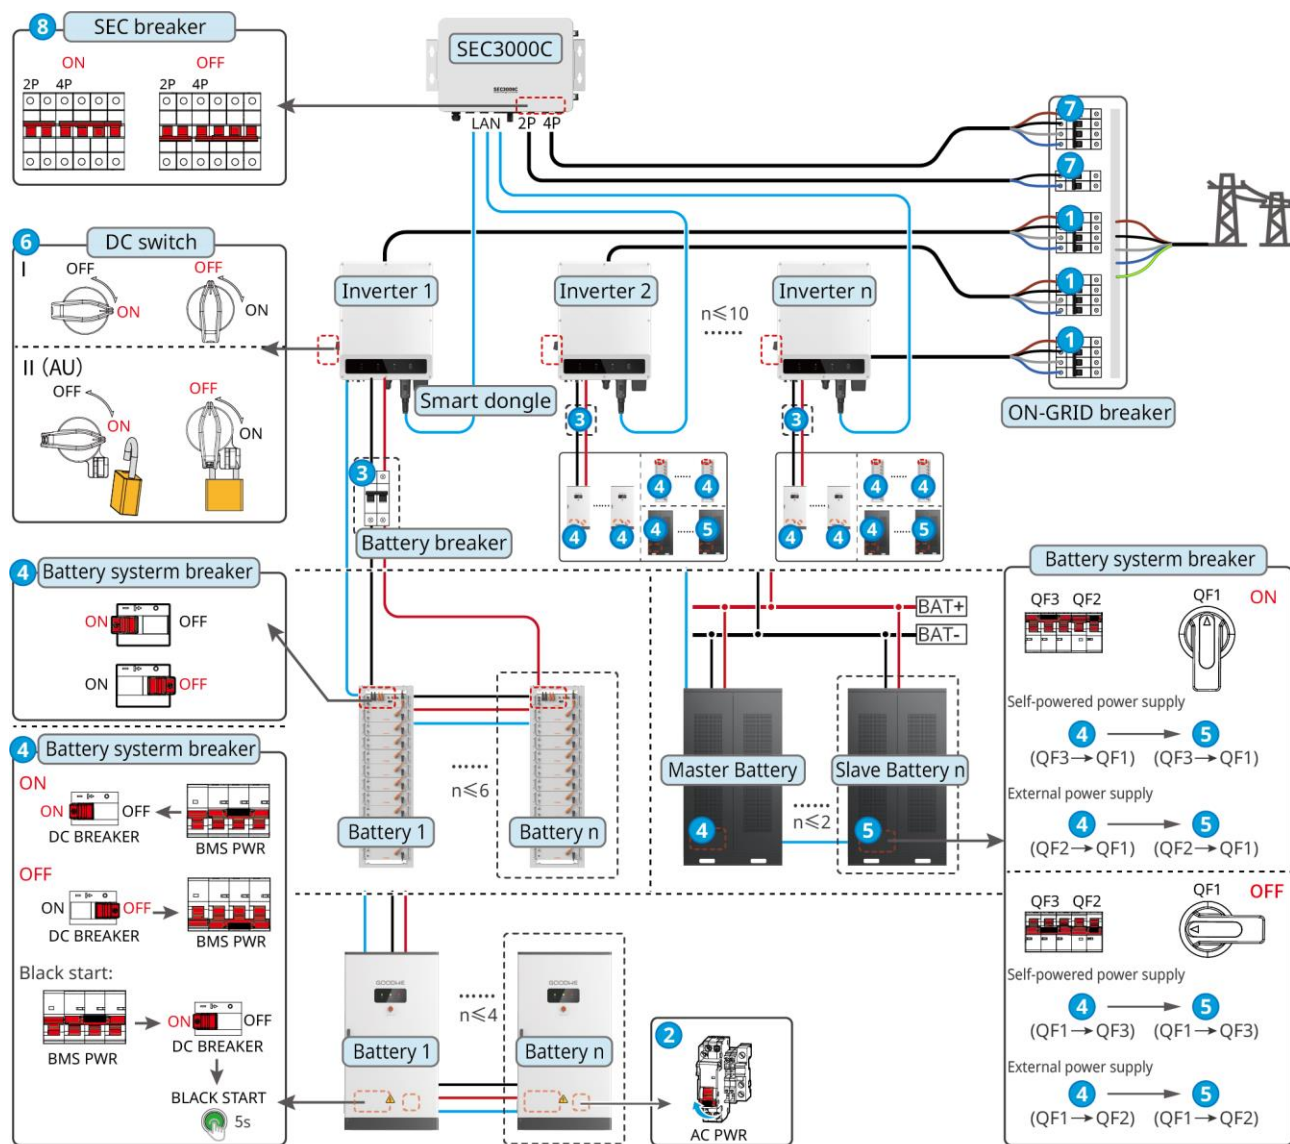 8 SEC breaker
ON OFF
2P 4P 2P 4P
SEC3000C
SEC3000C
LAN 2P 4P
7
7
1
1
1
ON-GRID breaker
6 DC switch
I
OFF ON
OFF ON
II (AU)
OFF ON
OFF ON
Inverter 1
Inverter 2
n≤10
Inverter n
Smart dongle
3
3
3
Battery breaker
4 4
4 4 4 5
4 4
4 4 4 5
4 Battery systerm breaker
ON OFF
ON OFF
Battery 1
n≤6
Battery n
BAT+
BAT-
Master Battery
Slave Battery n
n≤2
4
5
Battery systerm breaker
QF3 QF2 QF1 ON
Self-powered power supply
4 → 5
(QF3→QF1) (QF3→QF1)
External power supply
4 → 5
(QF2→QF1) (QF2→QF1)
QF3 QF2 QF1 OFF
Self-powered power supply
4 → 5
(QF1→QF3) (QF1→QF3)
External power supply
4 → 5
(QF1→QF2) (QF1→QF2)
4 Battery systerm breaker
ON
ON OFF
DC BREAKER BMS PWR
OFF
ON OFF
DC BREAKER BMS PWR
Black start:
BMS PWR
ON OFF
DC BREAKER
BLACK START
5s
GOODWE
GOODWE
n≤4
Battery 1
Battery n
2
AC PWR